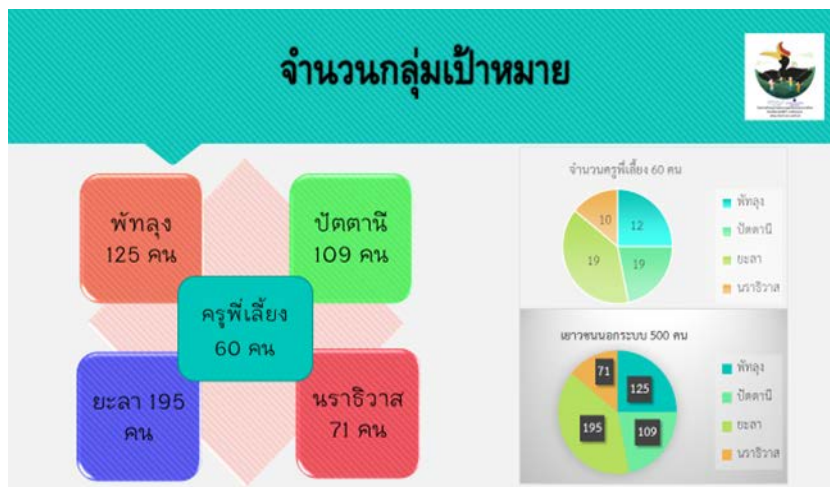 จำนวนกลุ่มเป้าหมาย
พัทลุง
125 คน
ปัตตานี
109 คน
ครูพี่เลี้ยง
60 คน
ยะลา 195
คน
นราธิวาส
71 คน
จำนวนครูพี่เลี้ยง 60 คน
10
12
19
19
พัทลุง
ปัตตานี
ยะลา
นราธิวาส
เยาวชนนอกระบบ 500 คน
71
125
195
109
พัทลุง
ปัตตานี
ยะลา
นราธิวาส